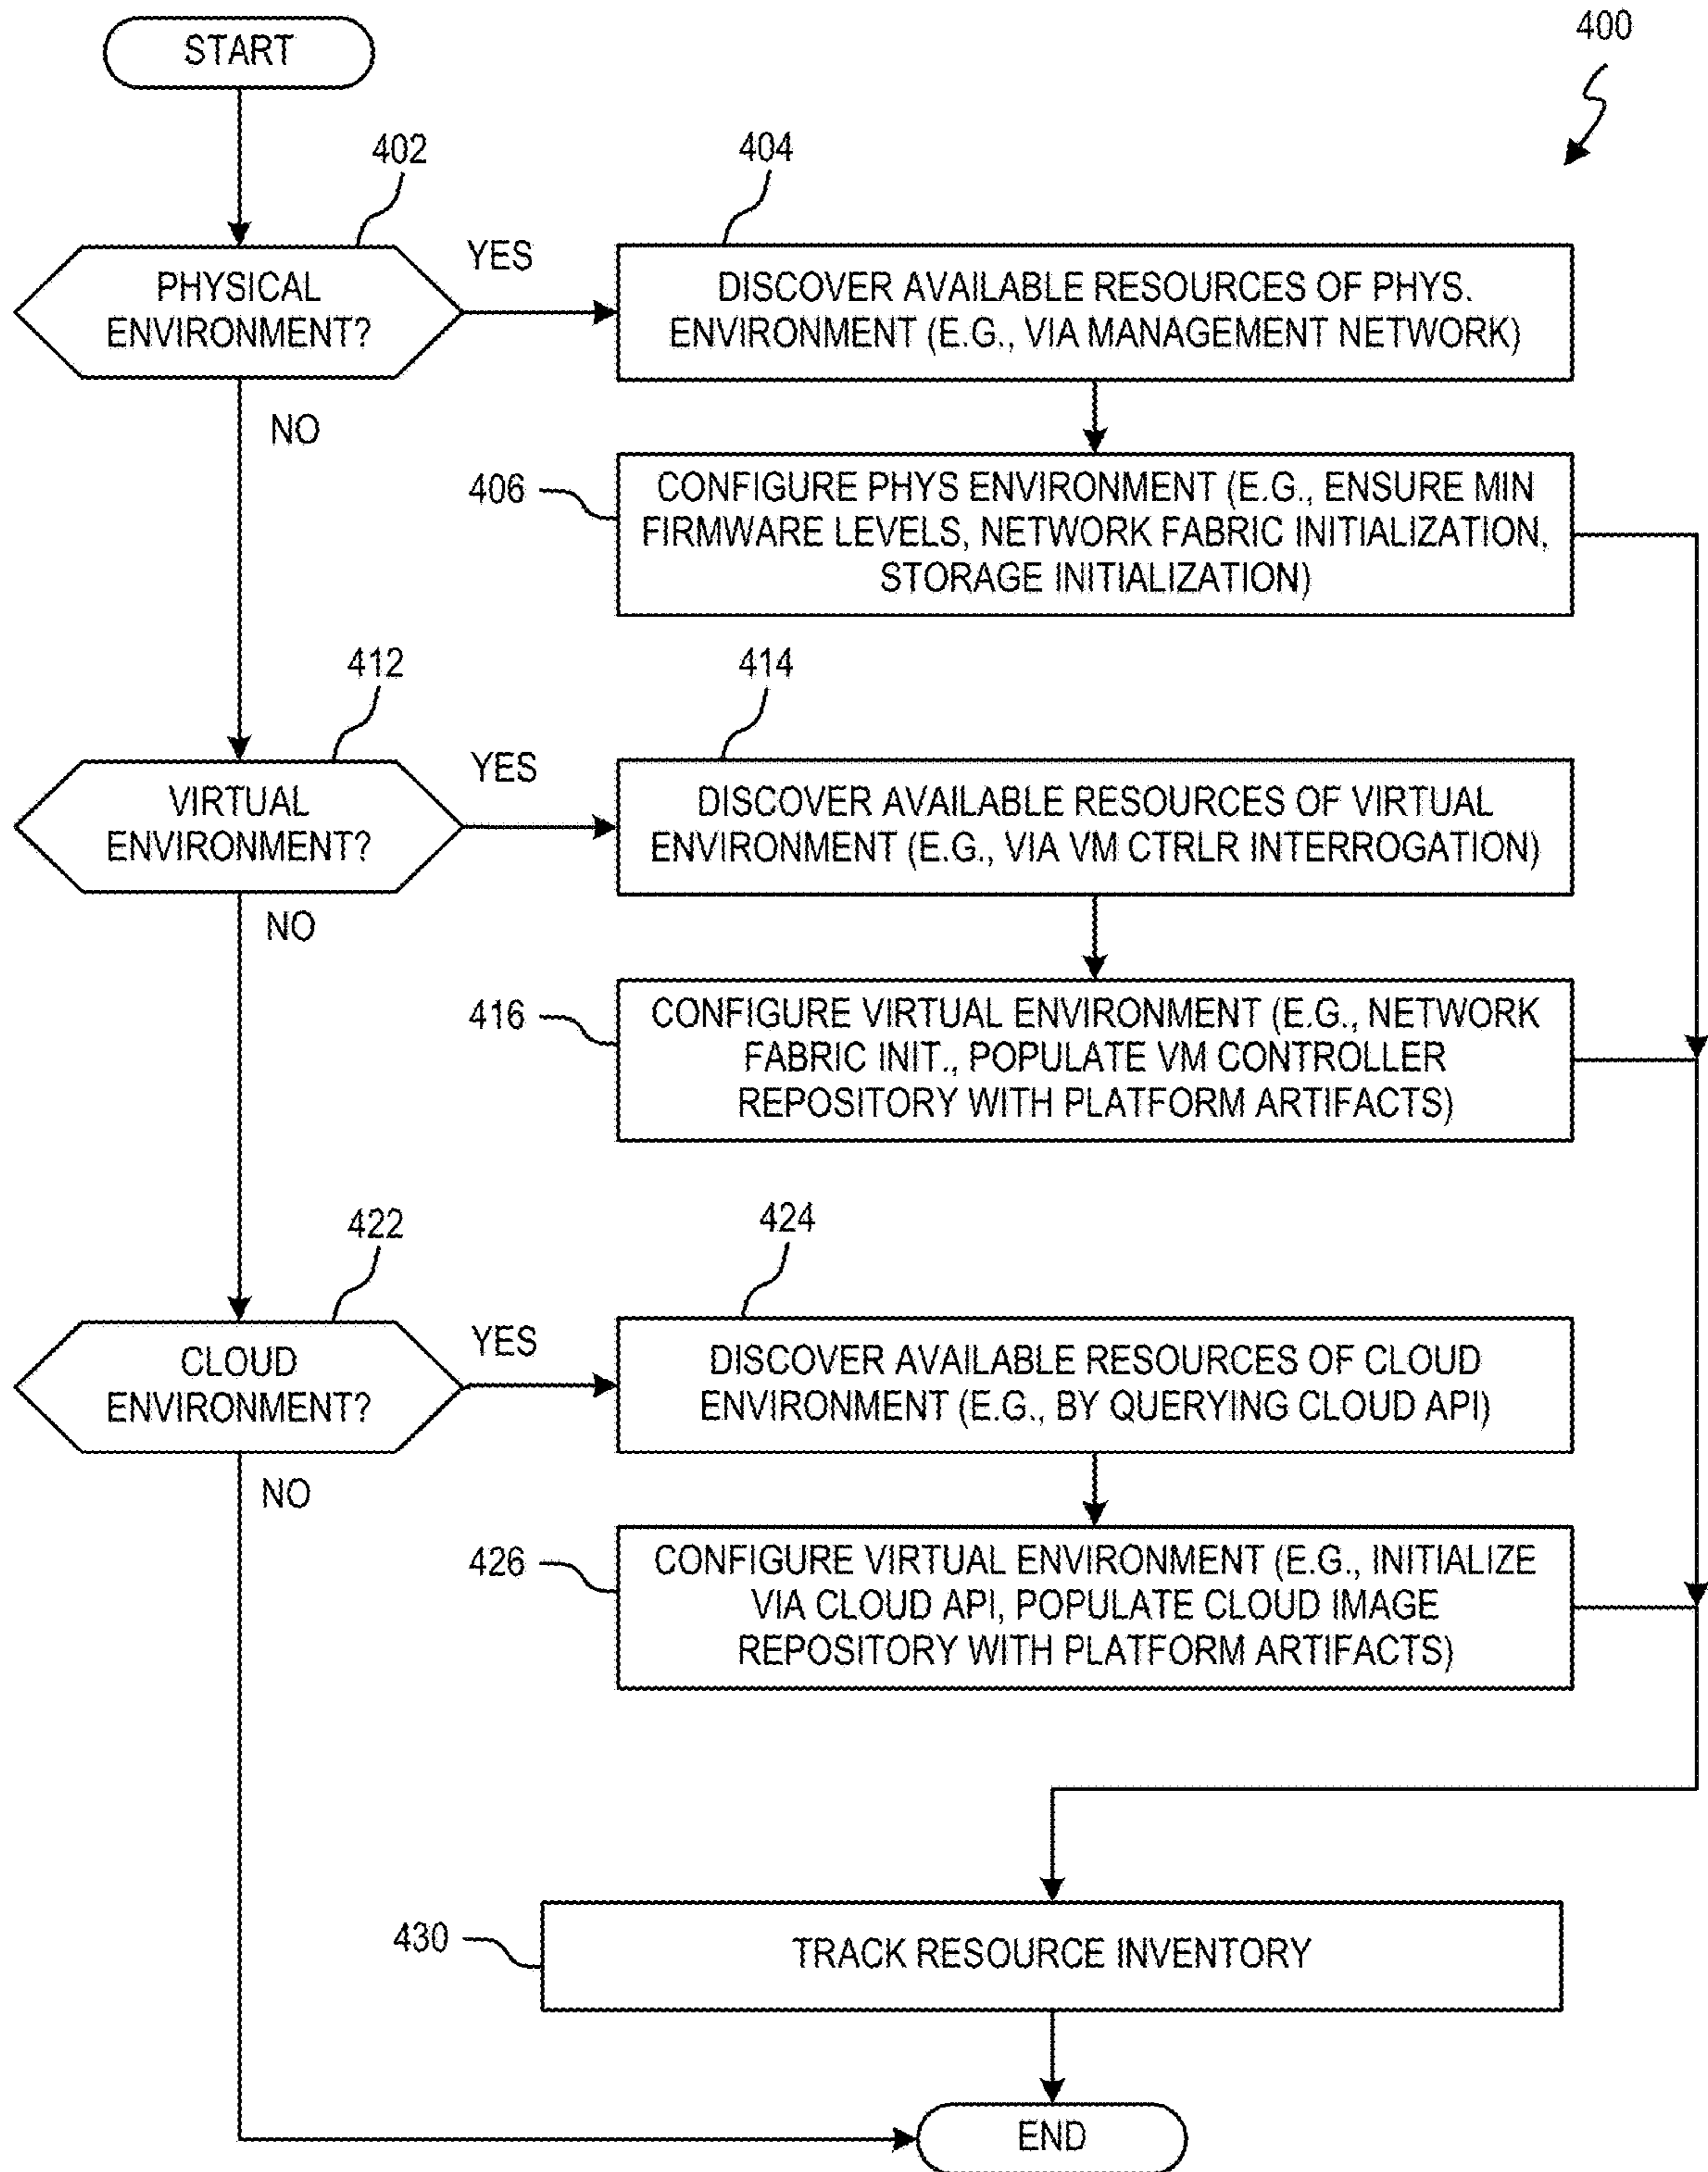 START
400
402
404
PHYSICAL
ENVIRONMENT?
YES
DISCOVER AVAILABLE RESOURCES OF PHYS.
ENVIRONMENT (E.G., VIA MANAGEMENT NETWORK)
NO
406
CONFIGURE PHYS ENVIRONMENT (E.G., ENSURE MIN
FIRMWARE LEVELS, NETWORK FABRIC INITIALIZATION,
STORAGE INITIALIZATION)
412
414
VIRTUAL
ENVIRONMENT?
YES
DISCOVER AVAILABLE RESOURCES OF VIRTUAL
ENVIRONMENT (E.G., VIA VM CTRLR INTERROGATION)
NO
416
CONFIGURE VIRTUAL ENVIRONMENT (E.G., NETWORK
FABRIC INIT., POPULATE VM CONTROLLER
REPOSITORY WITH PLATFORM ARTIFACTS)
422
424
CLOUD
ENVIRONMENT?
YES
DISCOVER AVAILABLE RESOURCES OF CLOUD
ENVIRONMENT (E.G., BY QUERYING CLOUD API)
NO
426
CONFIGURE VIRTUAL ENVIRONMENT (E.G., INITIALIZE
VIA CLOUD API, POPULATE CLOUD IMAGE
REPOSITORY WITH PLATFORM ARTIFACTS)
430
TRACK RESOURCE INVENTORY
END